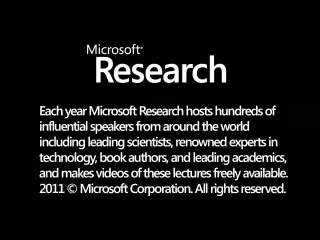 Microsoft®
Research
Each year Microsoft Research hosts hundreds of
influential speakers from around the world
including leading scientists, renowned experts in
technology, book authors, and leading academics,
and makes videos of these lectures freely available.
2011 © Microsoft Corporation. All rights reserved.